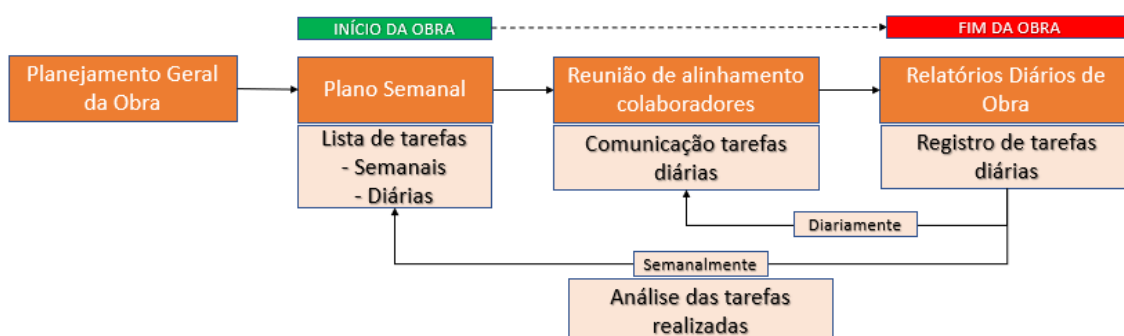 INÍCIO DA OBRA
FIM DA OBRA
Planejamento Geral
da Obra
Plano Semanal
Reunião de alinhamento
colaboradores
Relatórios Diários de
Obra
Lista de tarefas
- Semanais
- Diárias
Comunicação tarefas
diárias
Registro de tarefas
diárias
Diariamente
Semanalmente
Análise das tarefas
realizadas